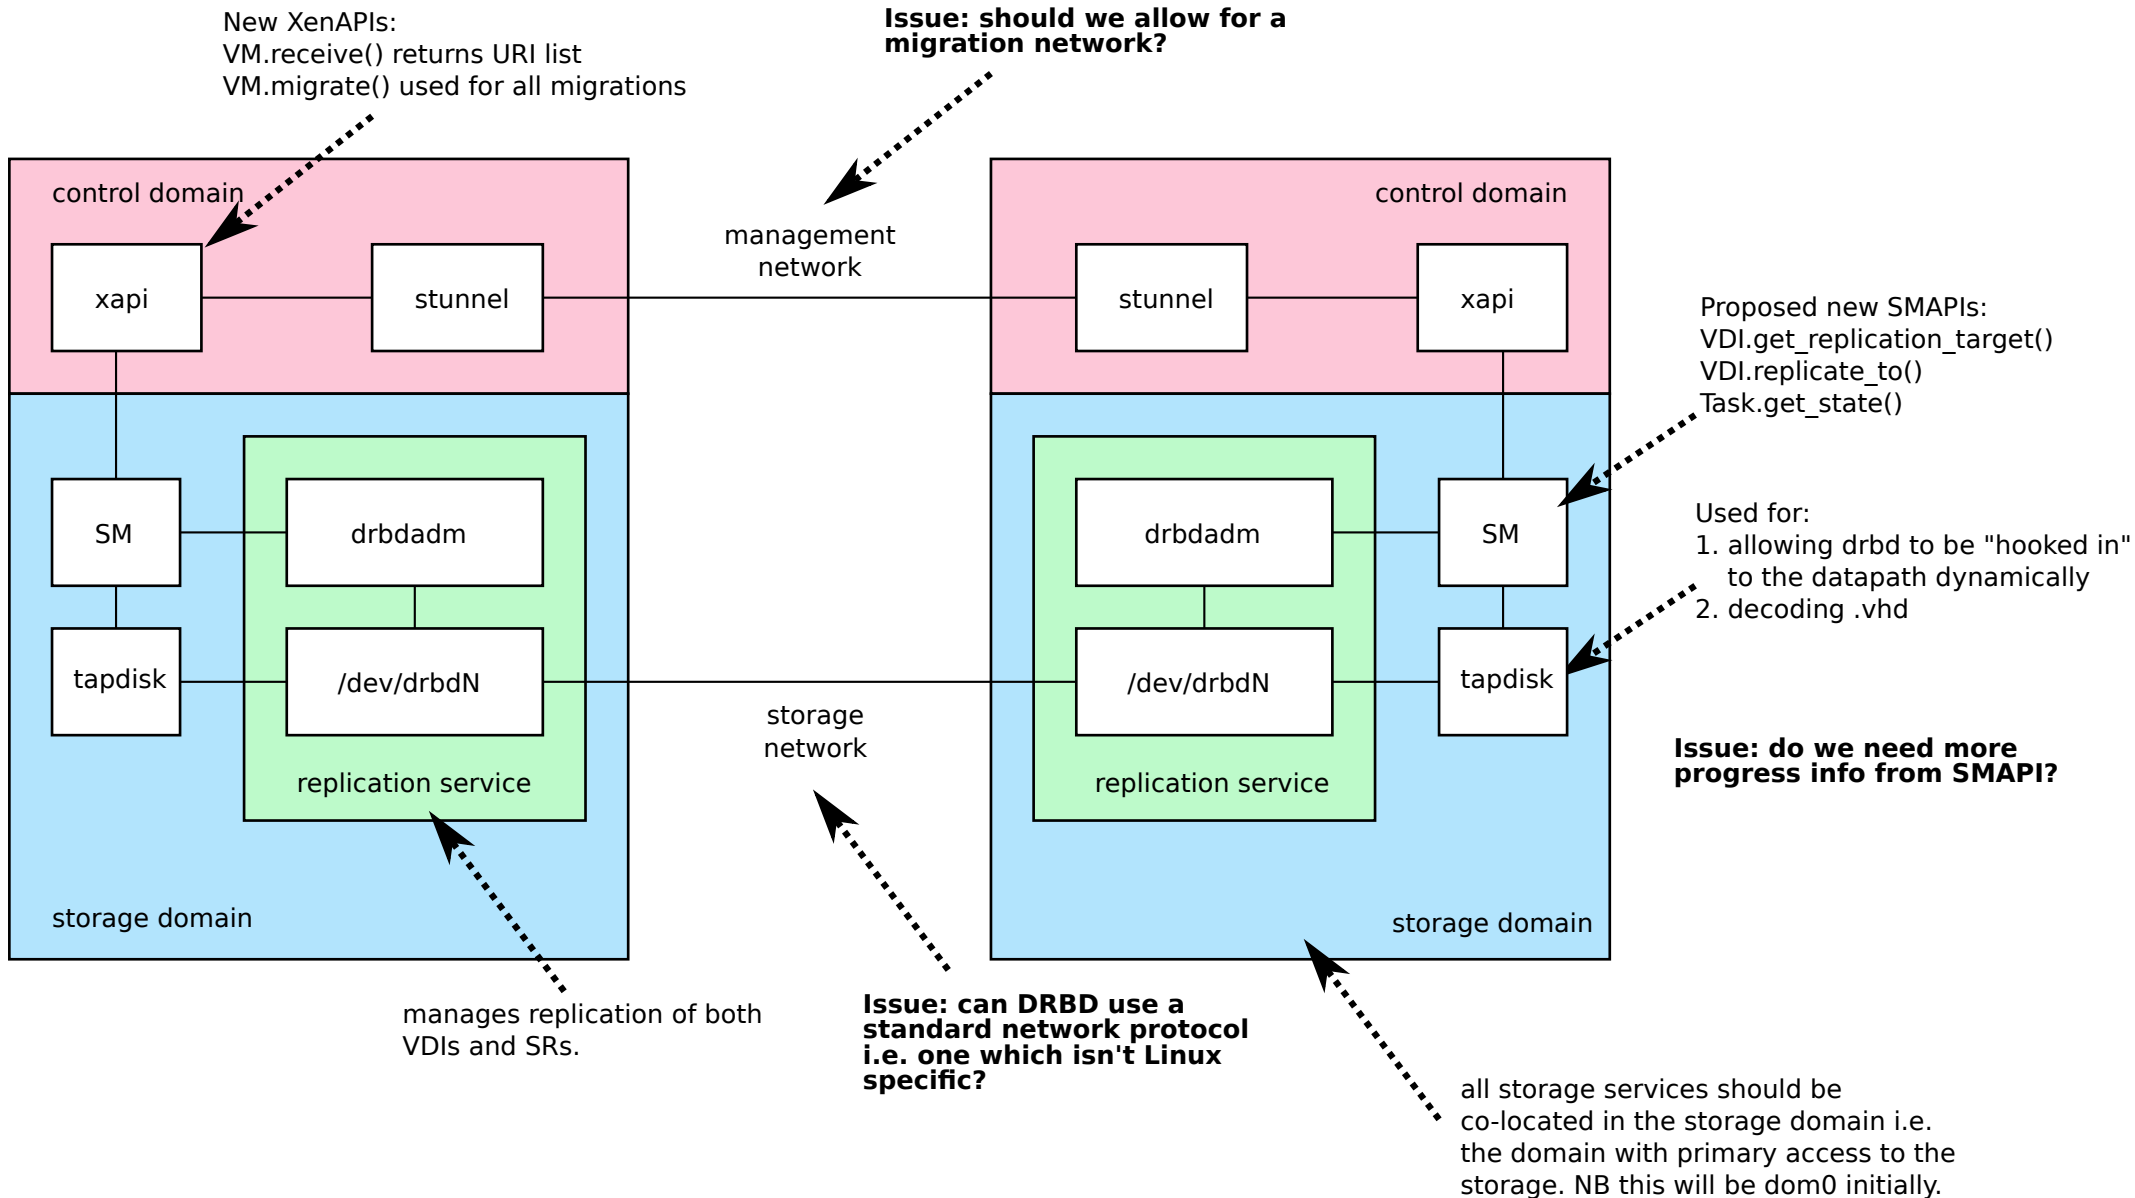 New XenAPIs:
VM.receive() returns URI list
VM.migrate() used for all migrations
Issue: should we allow for a
migration network?
control domain
control domain
management
network
xapi
stunnel
stunnel
xapi
Proposed new SMAPIs:
VDI.get_replication_target()
VDI.replicate_to()
Task.get_state()
SM
drbdadm
drbdadm
SM
Used for:
1. allowing drbd to be "hooked in"
to the datapath dynamically
2. decoding .vhd
tapdisk
/dev/drbdN
/dev/drbdN
tapdisk
storage
network
replication service
replication service
Issue: do we need more
progress info from SMAPI?
storage domain
storage domain
manages replication of both
VDIs and SRs.
Issue: can DRBD use a
standard network protocol
i.e. one which isn't Linux
specific?
all storage services should be
co-located in the storage domain i.e.
the domain with primary access to the
storage. NB this will be dom0 initially.